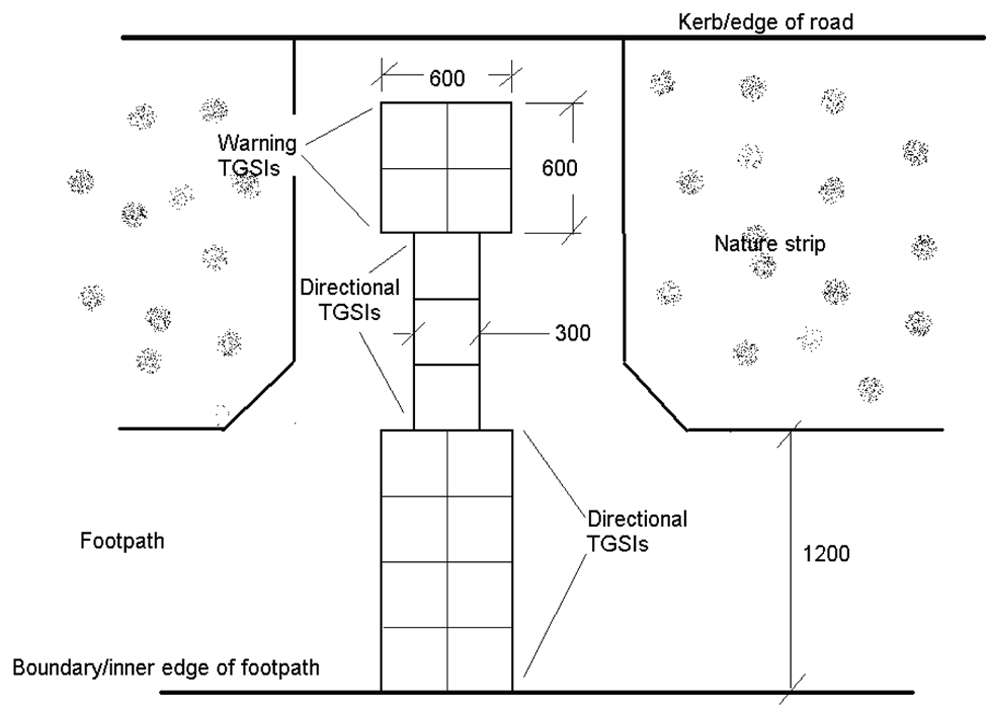 Kerb/edge of road
600
Warning
TGSIs
600
Nature strip
Directional
TGSIs
300
Directional
TGSIs
Footpath
1200
Boundary/inner edge of footpath